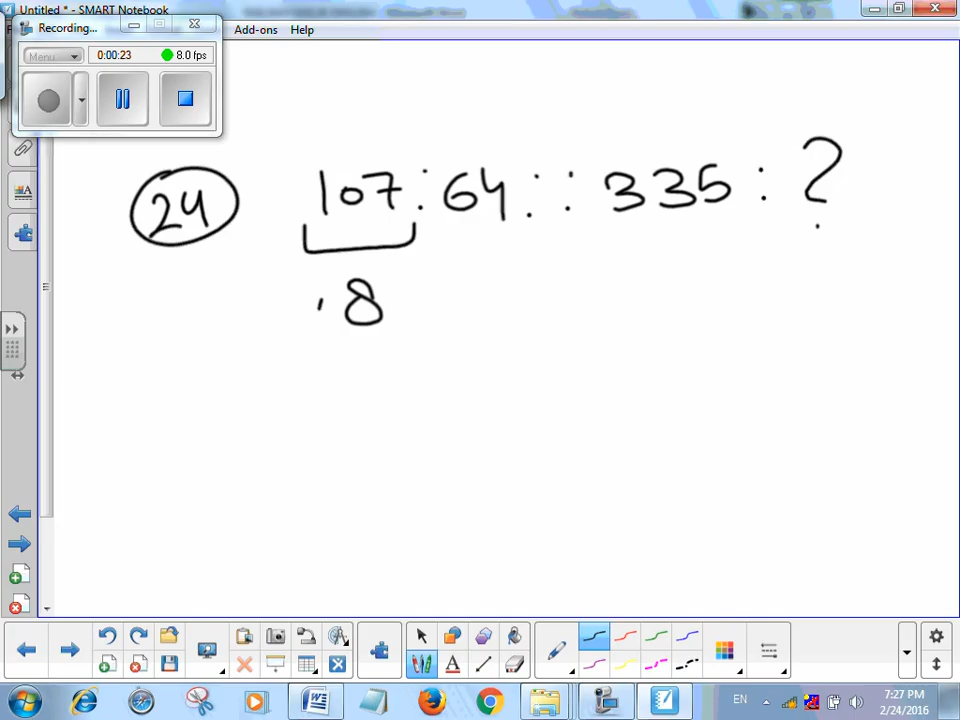 Untitled * - SMART Notebook
Recording...
Add-ons Help
Menu 0:00:23 8.0 fps
24 107 : 64 : : 335 : ?
8
A
EN 7:27 PM
2/24/2016